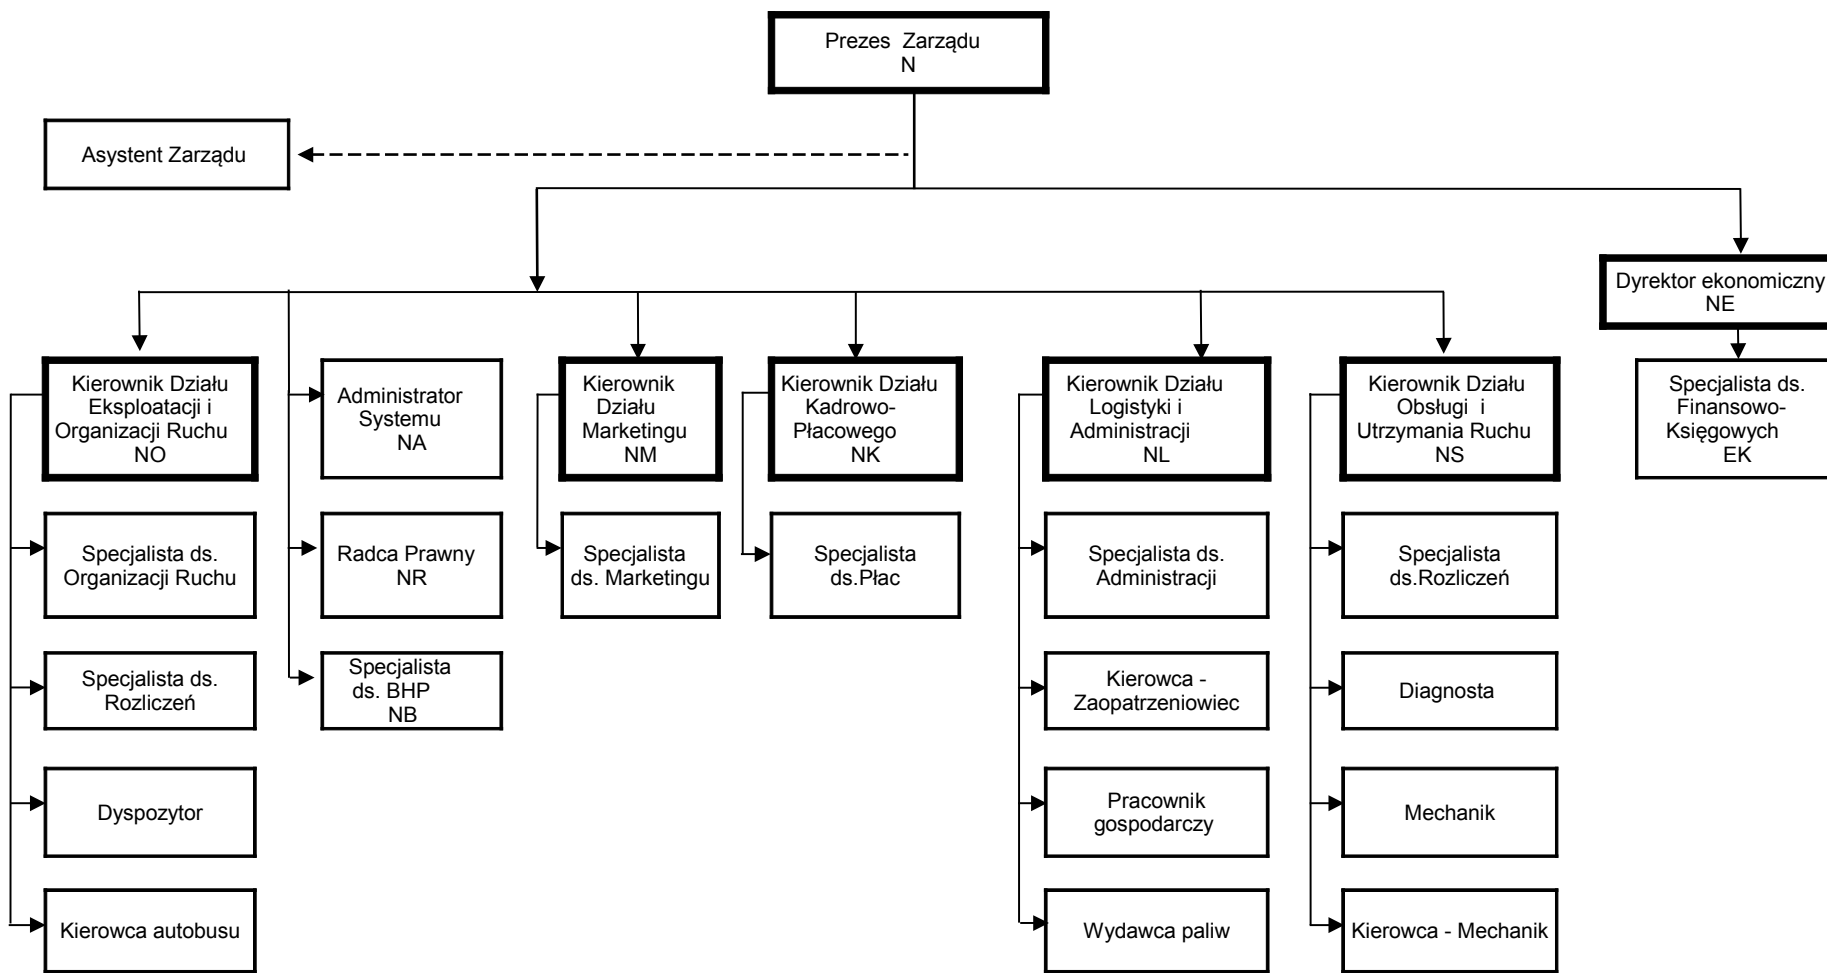 Prezes Zarządu
N
Asystent Zarządu
Dyrektor ekonomiczny
NE
Kierownik Działu
Eksploatacji i
Organizacji Ruchu
NO
Administrator
Systemu
NA
Kierownik
Działu
Marketingu
NM
Kierownik Działu
Kadrowo-
Płacowego
NK
Kierownik Działu
Logistyki i
Administracji
NL
Kierownik Działu
Obsługi i
Utrzymania Ruchu
NS
Specjalista ds.
Finansowo-
Księgowych
EK
Specjalista ds.
Organizacji Ruchu
Radca Prawny
NR
Specjalista
ds. Marketingu
Specjalista
ds.Płac
Specjalista ds.
Administracji
Specjalista
ds.Rozliczeń
Specjalista ds.
Rozliczeń
Specjalista
ds. BHP
NB
Kierowca -
Zaopatrzeniowiec
Diagnosta
Dyspozytor
Pracownik
gospodarczy
Mechanik
Kierowca autobusu
Wydawca paliw
Kierowca - Mechanik